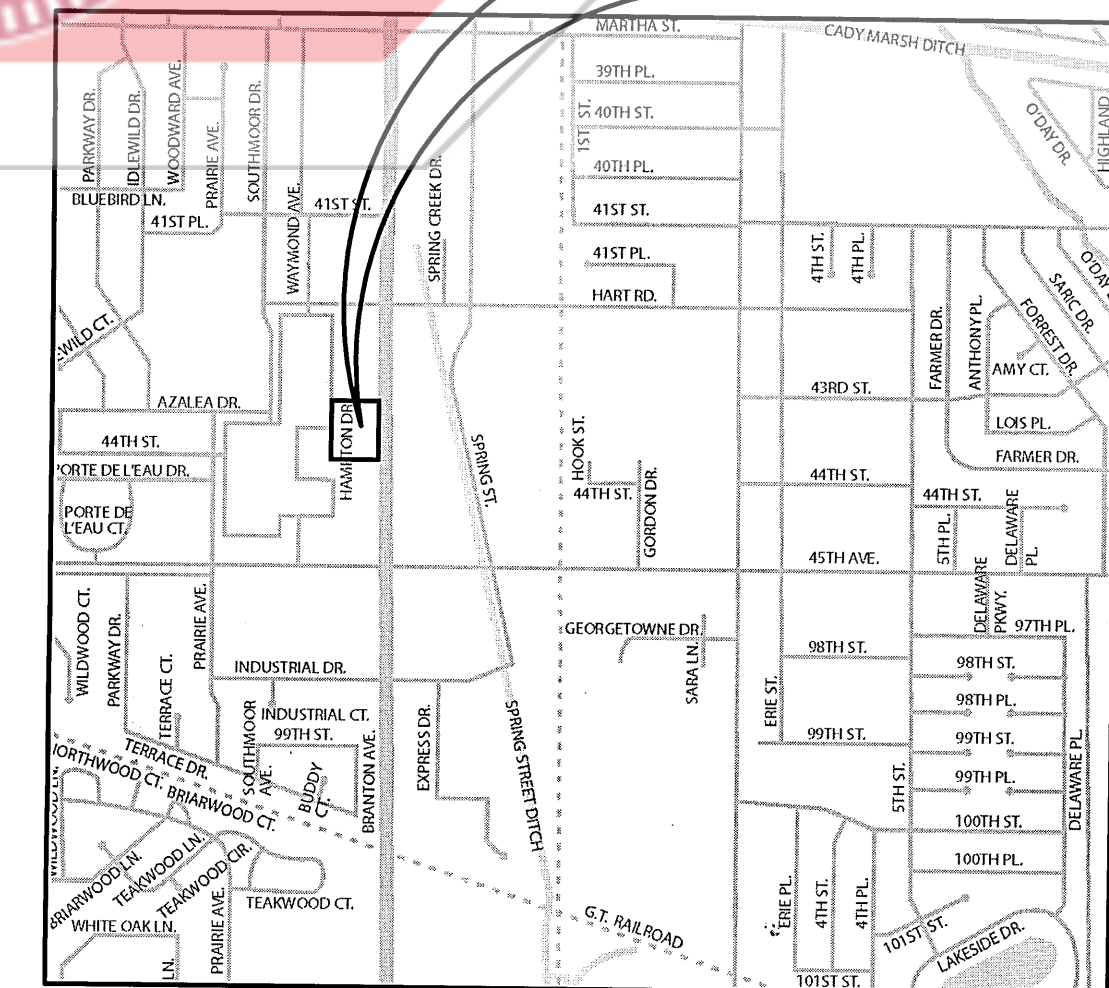 MARTHA ST.
CADY MARSH DITCH
39TH PL.
40TH ST.
1ST ST.
40TH PL.
41ST ST.
41ST PL.
HART RD.
O'DAY DR.
HIGHLAND
PARKWAY DR.
IDLEWILD DR.
WOODWARD AVE.
PRAIRIE AVE.
SOUTHMOOR DR.
BLUEBIRD LN.
41ST PL.
WAYMOND AVE.
41ST ST.
SPRING CREEK DR.
4TH ST.
4TH PL.
O'DAY
SARIC DR.
FORREST DR.
ANTHONY PL.
FARMER DR.
AMY CT.
EWILD CT.
43RD ST.
LOIS PL.
FARMER DR.
AZALEA DR.
44TH ST.
PORTE DE L'EAU DR.
PORTE DE
L'EAU CT.
HAMPTON DR.
SPRING ST.
HOOK ST.
44TH ST.
GORDON DR.
44TH ST.
44TH ST.
5TH PL.
DELAWARE
PL.
45TH AVE.
DELAWARE
PKWY.
97TH PL.
WILDWOOD CT.
PARKWAY DR.
TERRACE CT.
PRAIRIE AVE.
INDUSTRIAL DR.
INDUSTRIAL CT.
99TH ST.
SOUTHMOOR
AVE.
BUDDY
CT.
BRANTON AVE.
EXPRESS DR.
SPRING STREET DITCH
GEORGETOWNE DR.
SARA LN.
ERIE ST.
98TH ST.
99TH ST.
98TH ST.
98TH PL.
99TH ST.
99TH PL.
5TH ST.
DELAWARE PL.
100TH ST.
100TH PL.
TERRACE DR.
NORTHWOOD CT.
BRIARWOOD CT.
WILDWOOD LN.
BRIARWOOD LN.
TEAKWOOD LN.
TEAKWOOD CIR.
TEAKWOOD CT.
WHITE OAK LN.
LN.
PRAIRIE AVE.
G.T. RAILROAD
ERIE PL.
4TH ST.
4TH PL.
101ST ST.
101ST ST.
LAKESIDE DR.